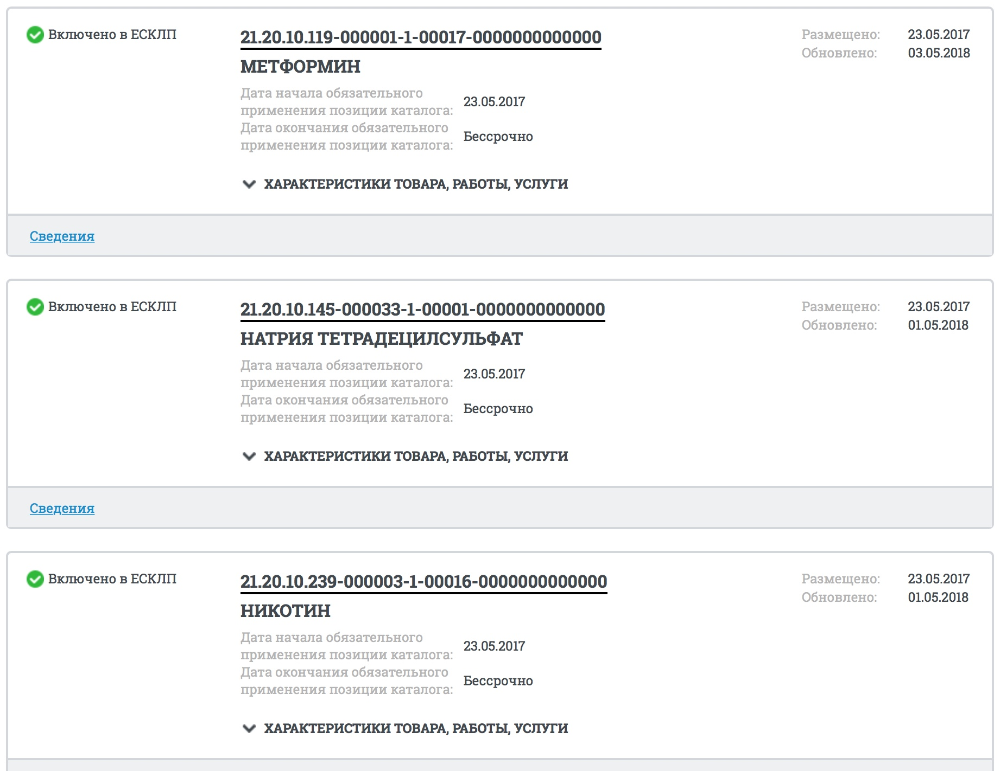 Включено в ЕСКЛП
21.20.10.119-000001-1-00017-0000000000000
МЕТФОРМИН
Размещено: 23.05.2017
Обновлено: 03.05.2018
Дата начала обязательного
применения позиции каталога:
23.05.2017
Дата окончания обязательного
применения позиции каталога:
Бессрочно
ХАРАКТЕРИСТИКИ ТОВАРА, РАБОТЫ, УСЛУГИ
Сведения
Включено в ЕСКЛП
21.20.10.145-000033-1-00001-0000000000000
НАТРИЯ ТЕТРАДЕЦИЛСУЛЬФАТ
Размещено: 23.05.2017
Обновлено: 01.05.2018
Дата начала обязательного
применения позиции каталога:
23.05.2017
Дата окончания обязательного
применения позиции каталога:
Бессрочно
ХАРАКТЕРИСТИКИ ТОВАРА, РАБОТЫ, УСЛУГИ
Сведения
Включено в ЕСКЛП
21.20.10.239-000003-1-00016-0000000000000
НИКОТИН
Размещено: 23.05.2017
Обновлено: 01.05.2018
Дата начала обязательного
применения позиции каталога:
23.05.2017
Дата окончания обязательного
применения позиции каталога:
Бессрочно
ХАРАКТЕРИСТИКИ ТОВАРА, РАБОТЫ, УСЛУГИ